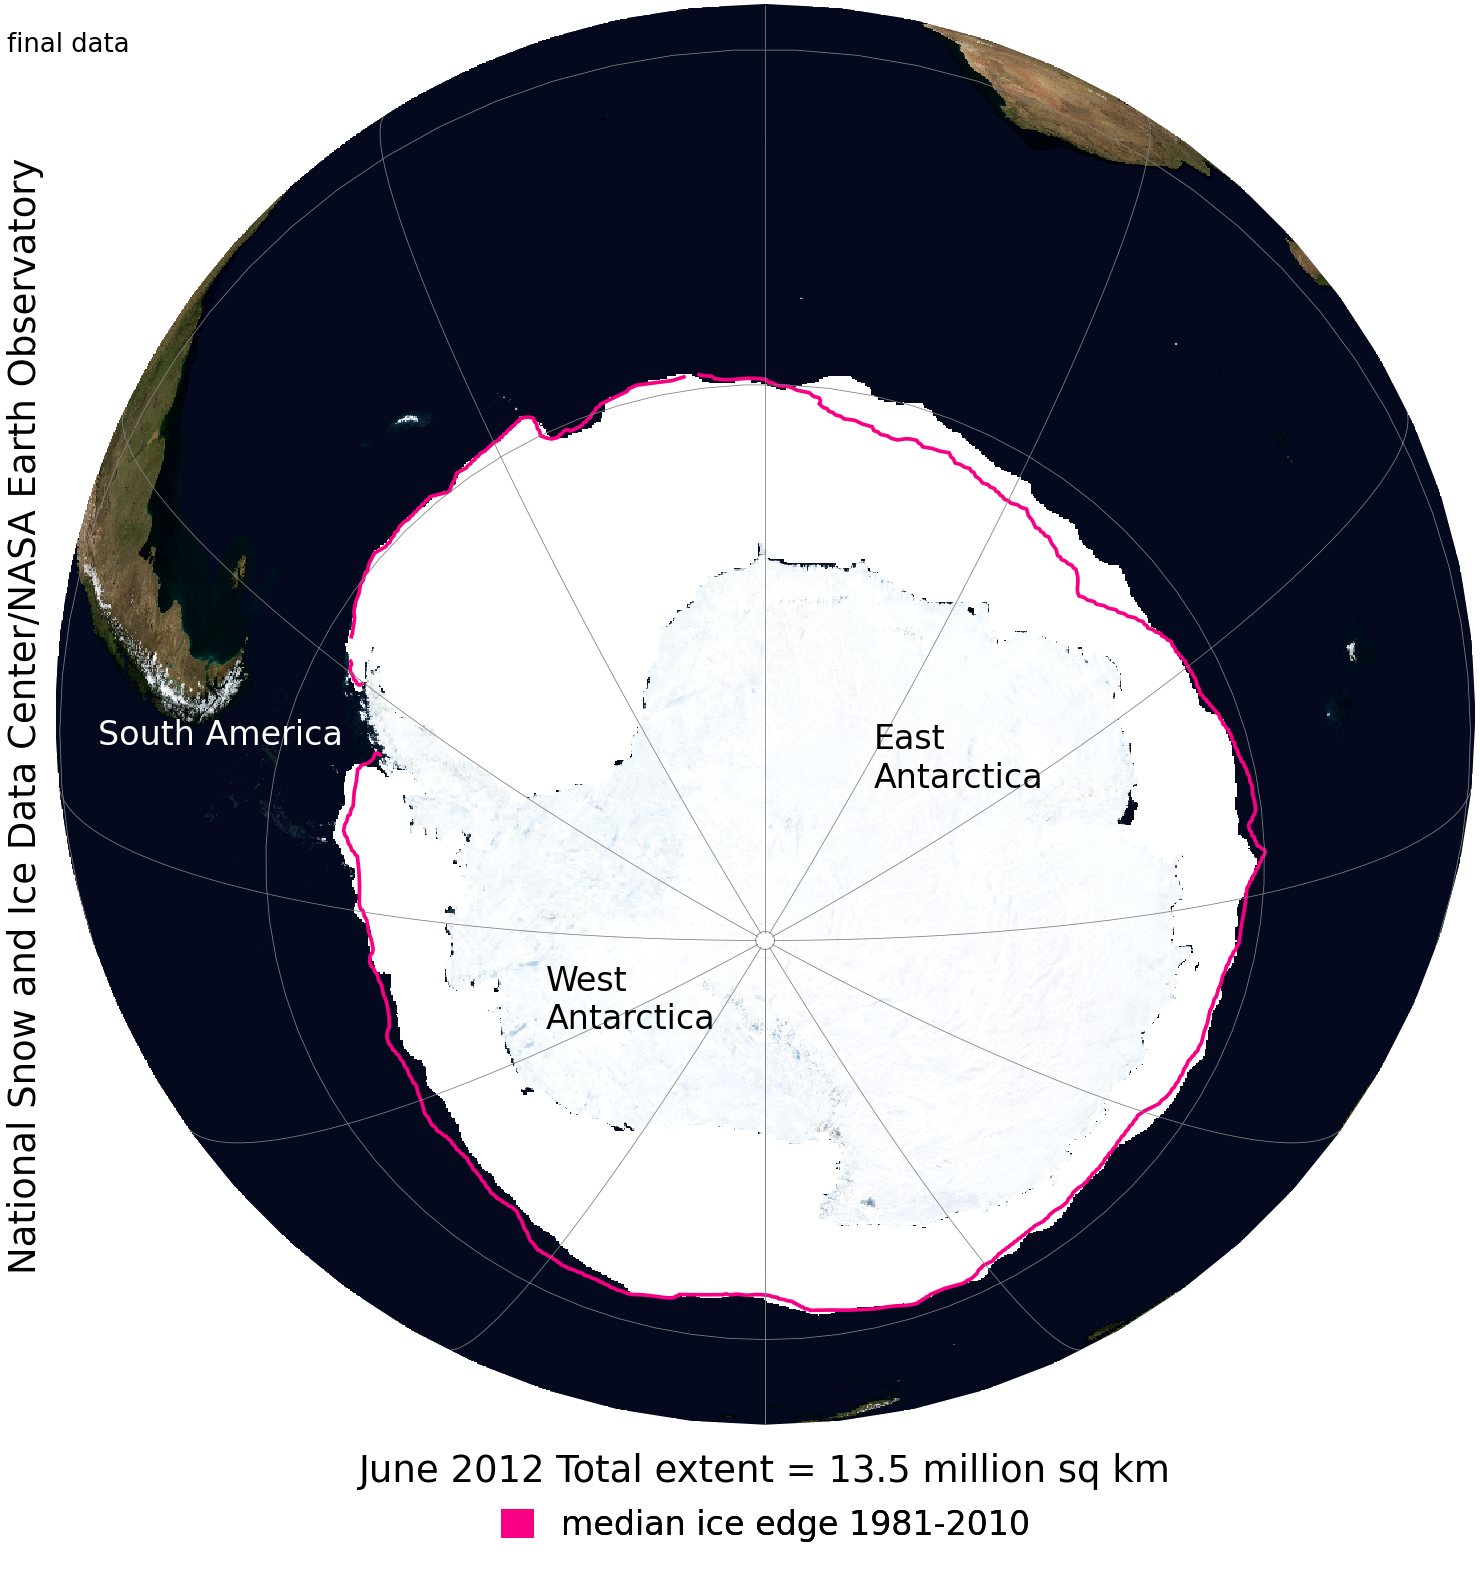 final data
National Snow and Ice Data Center/NASA Earth Observatory
South America
East
Antarctica
West
Antarctica
June 2012 Total extent = 13.5 million sq km
median ice edge 1981-2010